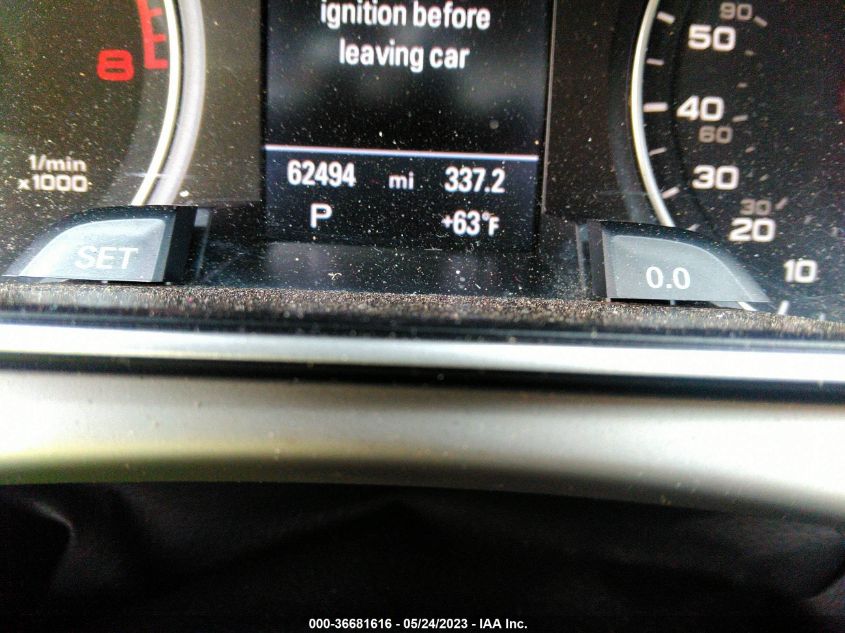 ignition before
leaving car
8
1/min
x1000
62494 mi 337.2
P +63°F
SET
0.0
90
50
40
60
30
30
20
10
000-36681616 - 05/24/2023 - IAA Inc.